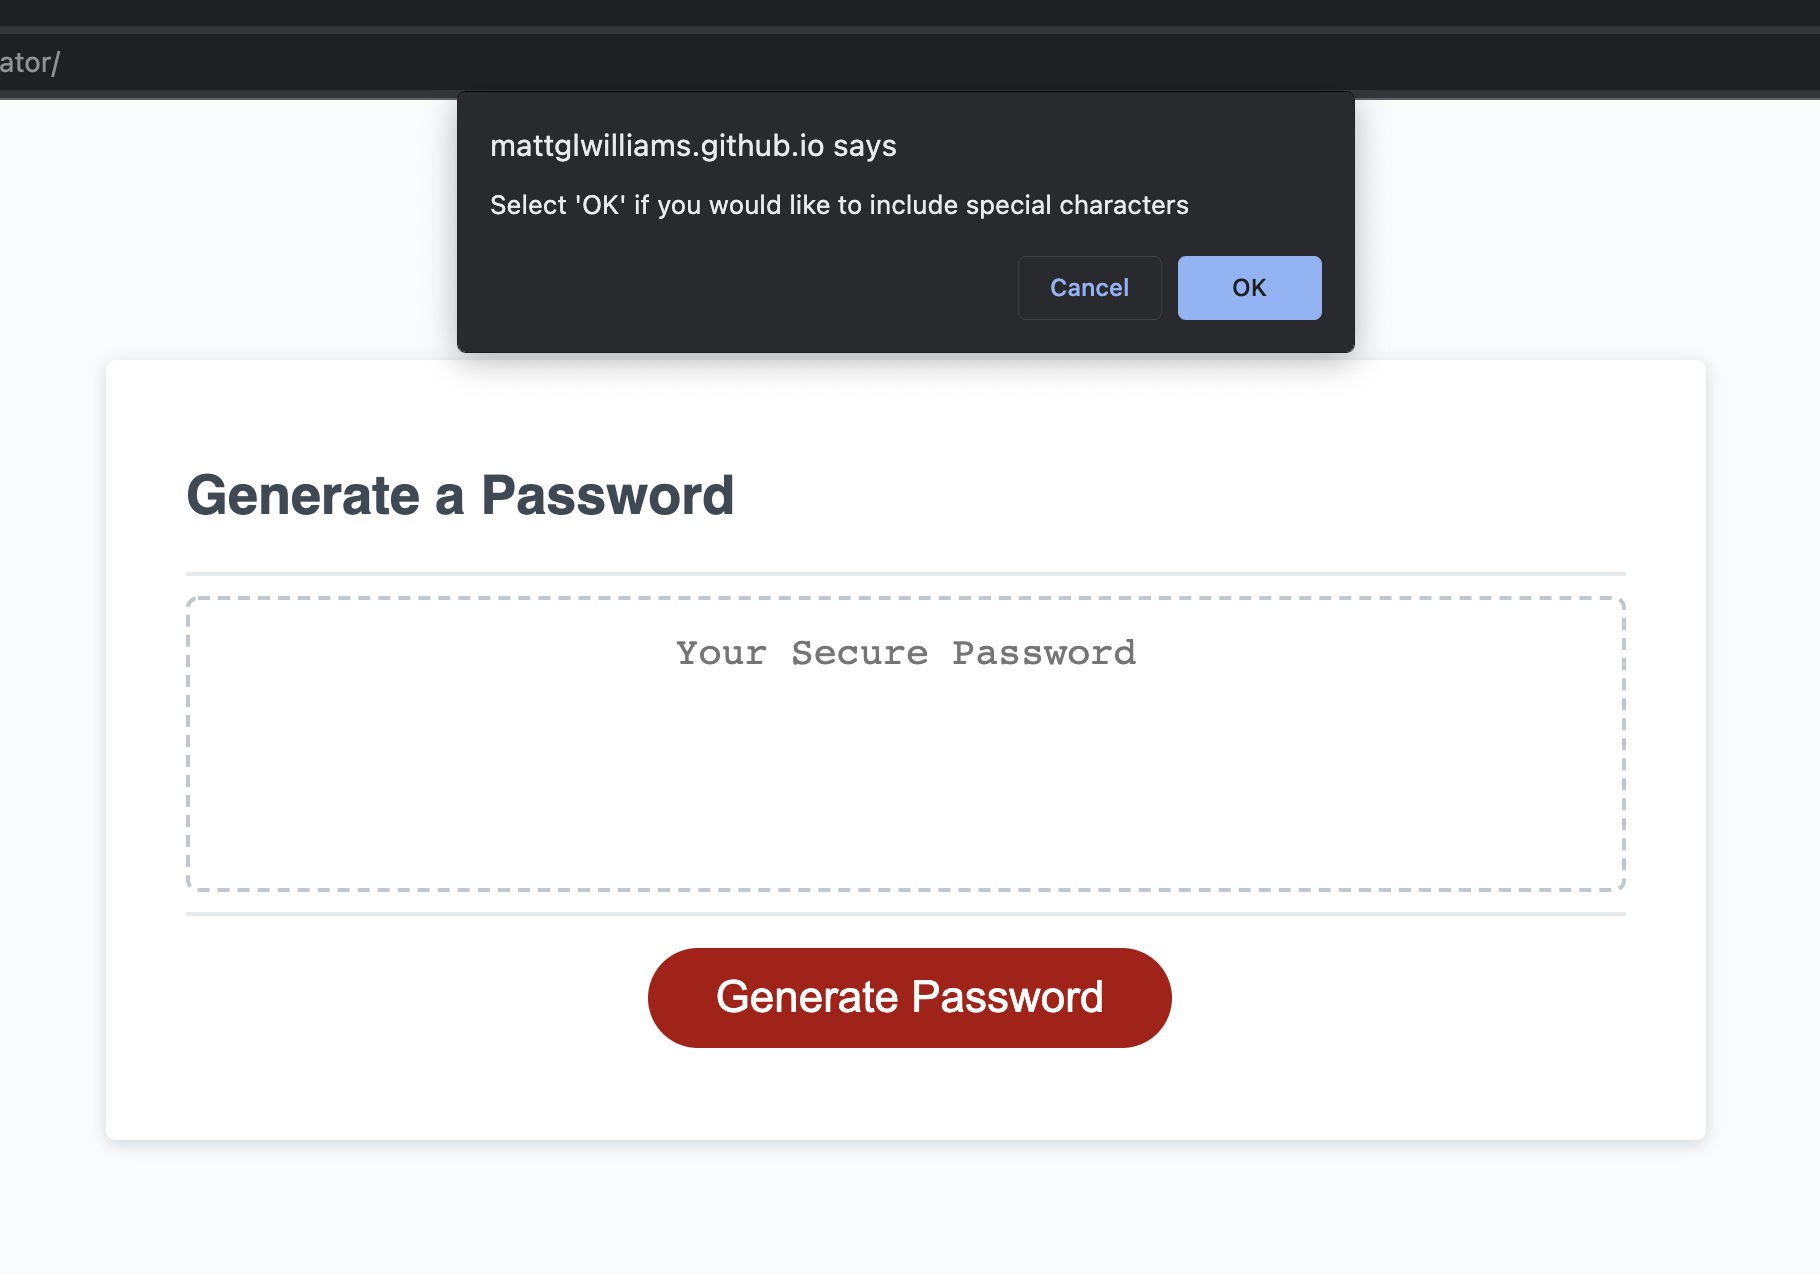 ator/
mattglwilliams.github.io says
Select 'OK' if you would like to include special characters
Cancel OK
Generate a Password
Your Secure Password
Generate Password